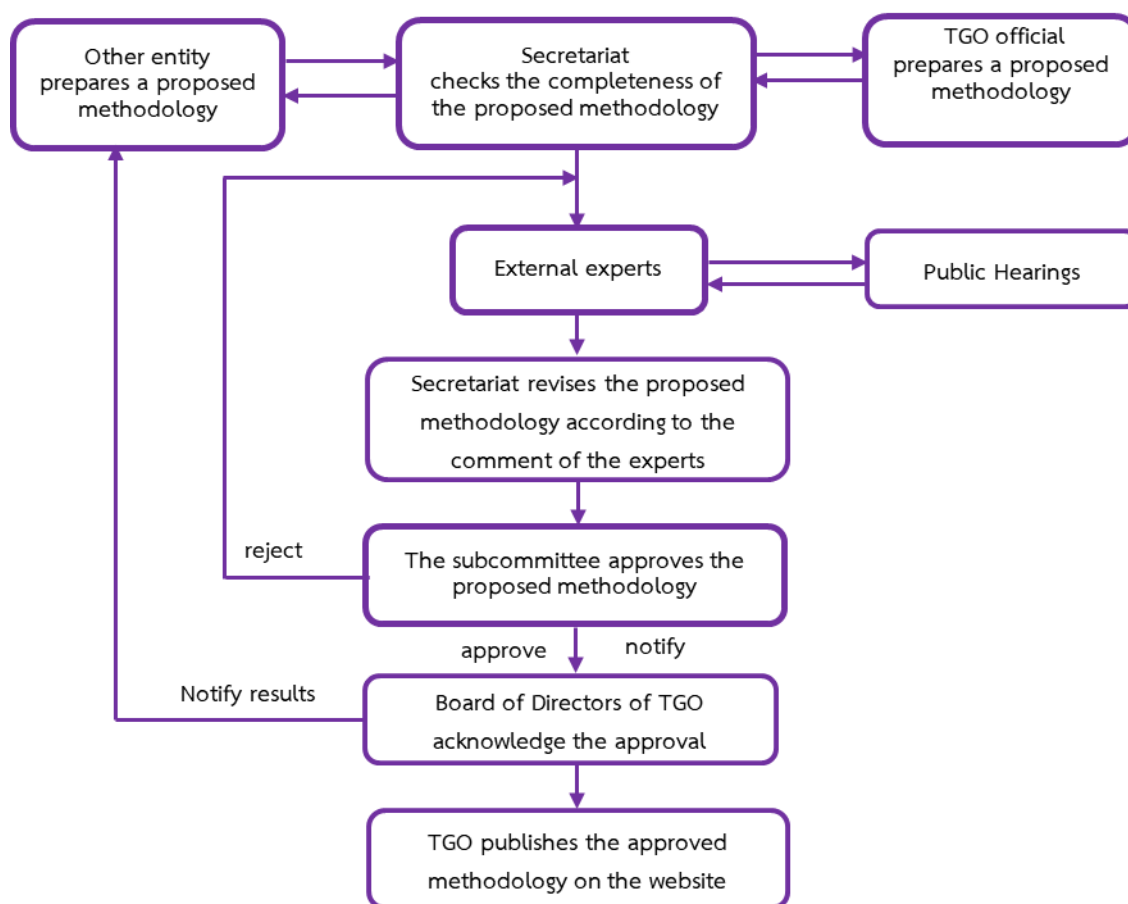 Other entity
prepares a proposed
methodology
Secretariat
checks the completeness of
the proposed methodology
TGO official
prepares a proposed
methodology
External experts
Public Hearings
Secretariat revises the proposed
methodology according to the
comment of the experts
reject
The subcommittee approves the
proposed methodology
approve
notify
Notify results
Board of Directors of TGO
acknowledge the approval
TGO publishes the approved
methodology on the website